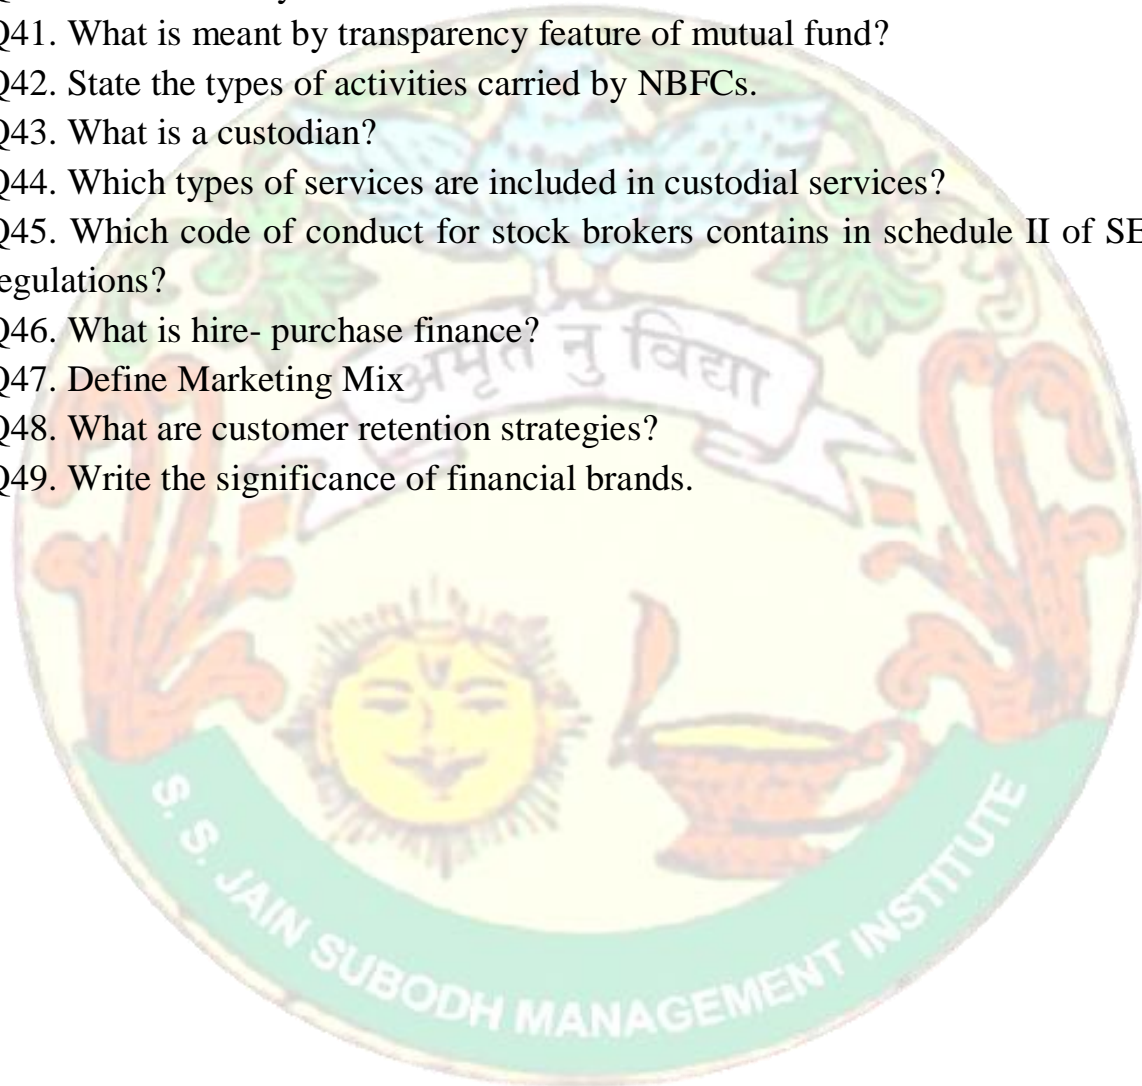 Q41. What is meant by transparency feature of mutual fund?
Q42. State the types of activities carried by NBFCs.
Q43. What is a custodian?
Q44. Which types of services are included in custodial services?
Q45. Which code of conduct for stock brokers contains in schedule II of SE
egulations?
Q46. What is hire- purchase finance?
Q47. Define Marketing Mix
Q48. What are customer retention strategies?
Q49. Write the significance of financial brands.
अमृतं नु विद्या
S. S. JAIN SUBODH MANAGEMENT INSTITUTE